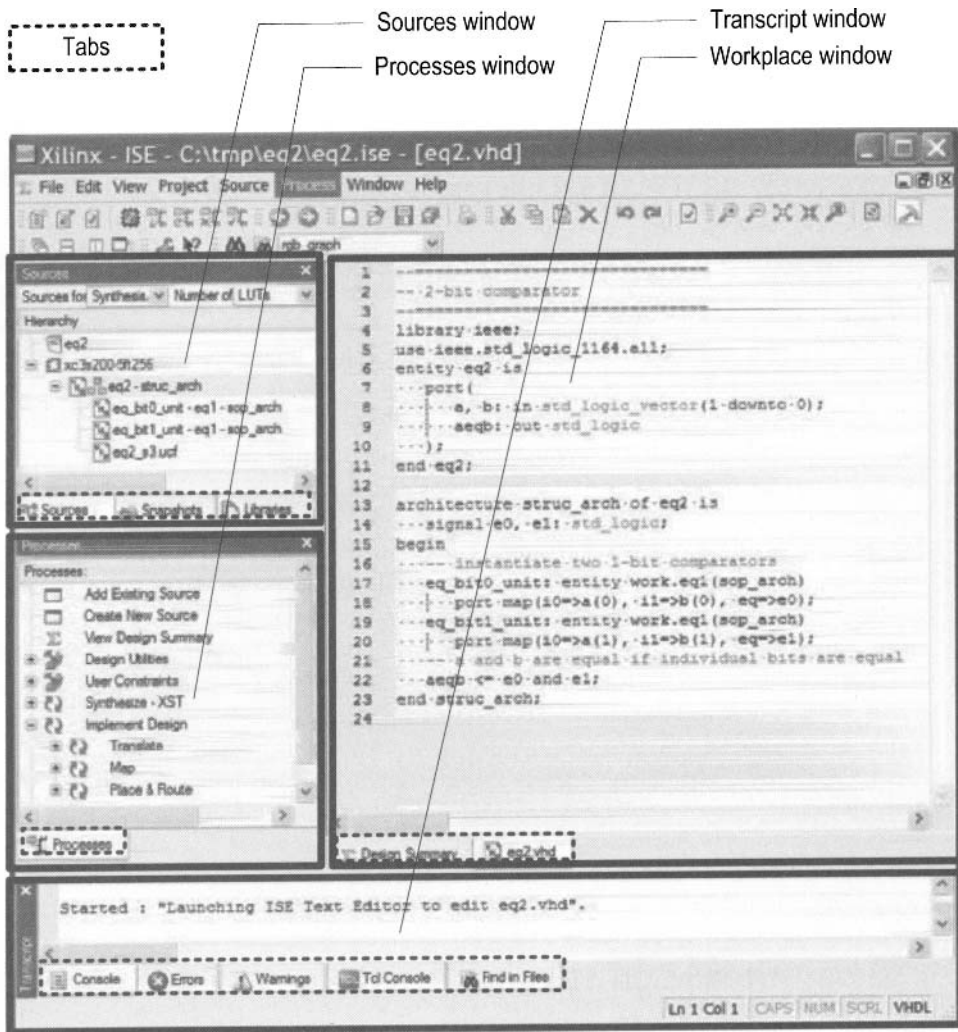 Tabs
Sources window
Processes window
Transcript window
Workplace window
Xilinx - ISE - C:\tmp\eq2\eq2.ise - [eq2.vhd]
File Edit View Project Source Process Window Help
rgb_graph
Sources
Sources for Synthesis Number of LUTs
Hierarchy
eq2
xc3s200-5ft256
eq2 - struc_arch
eq_bit0_unit - eq1 - sop_arch
eq_bit1_unit - eq1 - sop_arch
eq2_s3.ucf
Sources Snapshots Libraries
Processes
Processes:
Add Existing Source
Create New Source
View Design Summary
Design Utilities
User Constraints
Synthesize - XST
Implement Design
Translate
Map
Place & Route
Processes
1 --==============================
2 -- 2-bit comparator
3 --==============================
4 library ieee;
5 use ieee.std_logic_1164.all;
6 entity eq2 is
7 port(
8 a, b: in std_logic_vector(1 downto 0);
9 aeqb: out std_logic
10 );
11 end eq2;
12
13 architecture struc_arch of eq2 is
14 signal e0, e1: std_logic;
15 begin
16 -- instantiate two 1-bit comparators
17 eq_bit0_unit: entity work.eq1(sop_arch)
18 port map(i0=>a(0), i1=>b(0), eq=>e0);
19 eq_bit1_unit: entity work.eq1(sop_arch)
20 port map(i0=>a(1), i1=>b(1), eq=>e1);
21 -- a and b are equal if individual bits are equal
22 aeqb <= e0 and e1;
23 end struc_arch;
24
Design Summary eq2.vhd
Started : "Launching ISE Text Editor to edit eq2.vhd".
Transcript
Console Errors Warnings Tcl Console Find in Files
Ln 1 Col 1 CAPS NUM SCRL VHDL